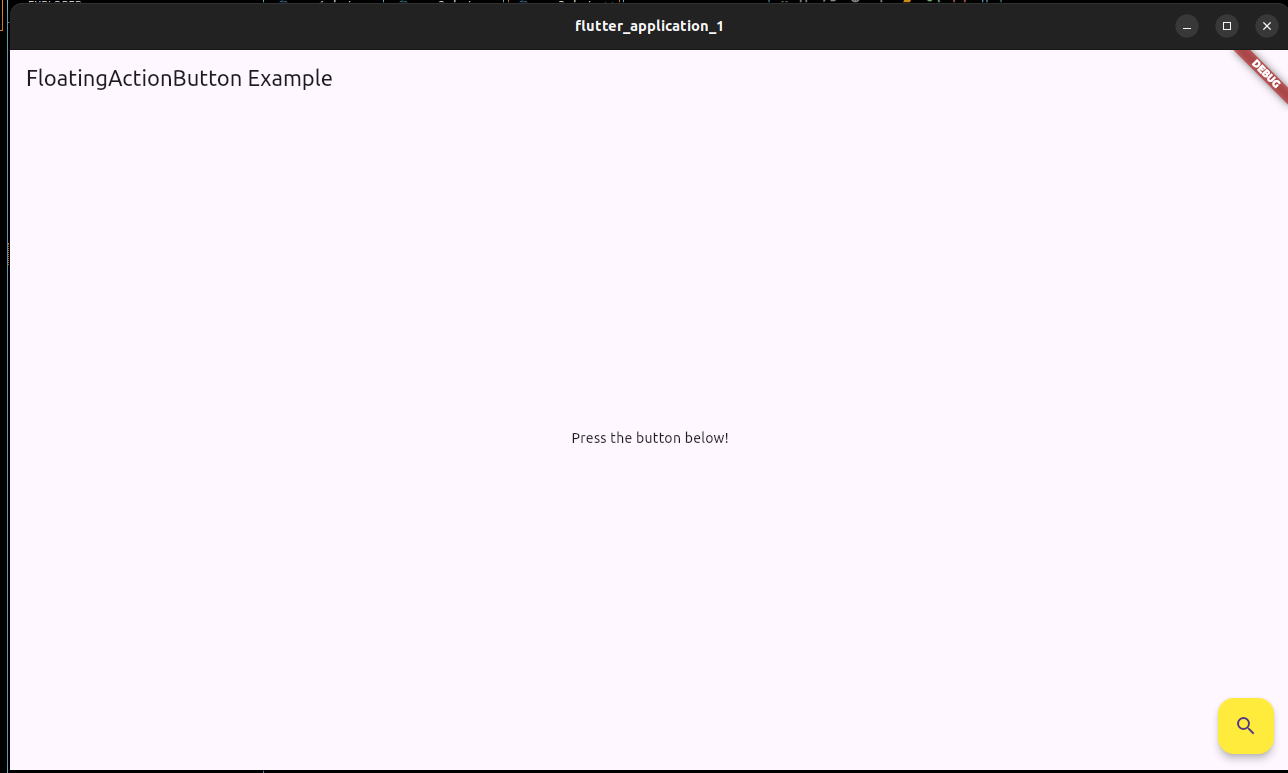 flutter_application_1
FloatingActionButton Example
DEBUG
Press the button below!